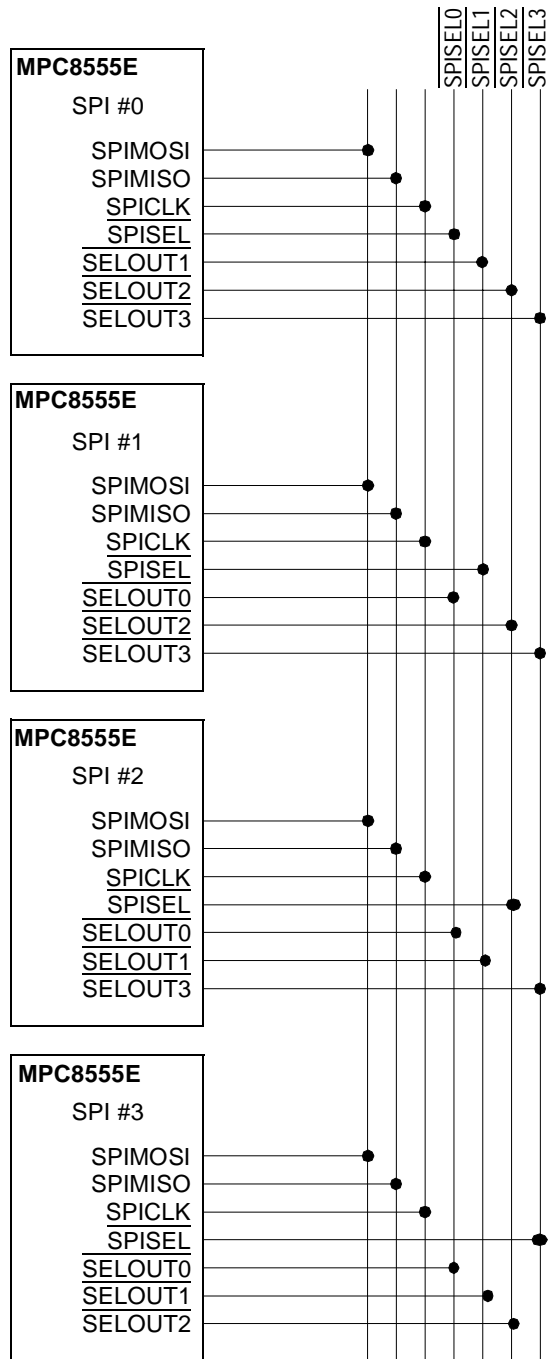 SPISEL0
SPISEL1
SPISEL2
SPISEL3
MPC8555E
SPI #0
SPIMOSI
SPIMISO
SPICLK
SPISEL
SELOUT1
SELOUT2
SELOUT3
MPC8555E
SPI #1
SPIMOSI
SPIMISO
SPICLK
SPISEL
SELOUT0
SELOUT2
SELOUT3
MPC8555E
SPI #2
SPIMOSI
SPIMISO
SPICLK
SPISEL
SELOUT0
SELOUT1
SELOUT3
MPC8555E
SPI #3
SPIMOSI
SPIMISO
SPICLK
SPISEL
SELOUT0
SELOUT1
SELOUT2